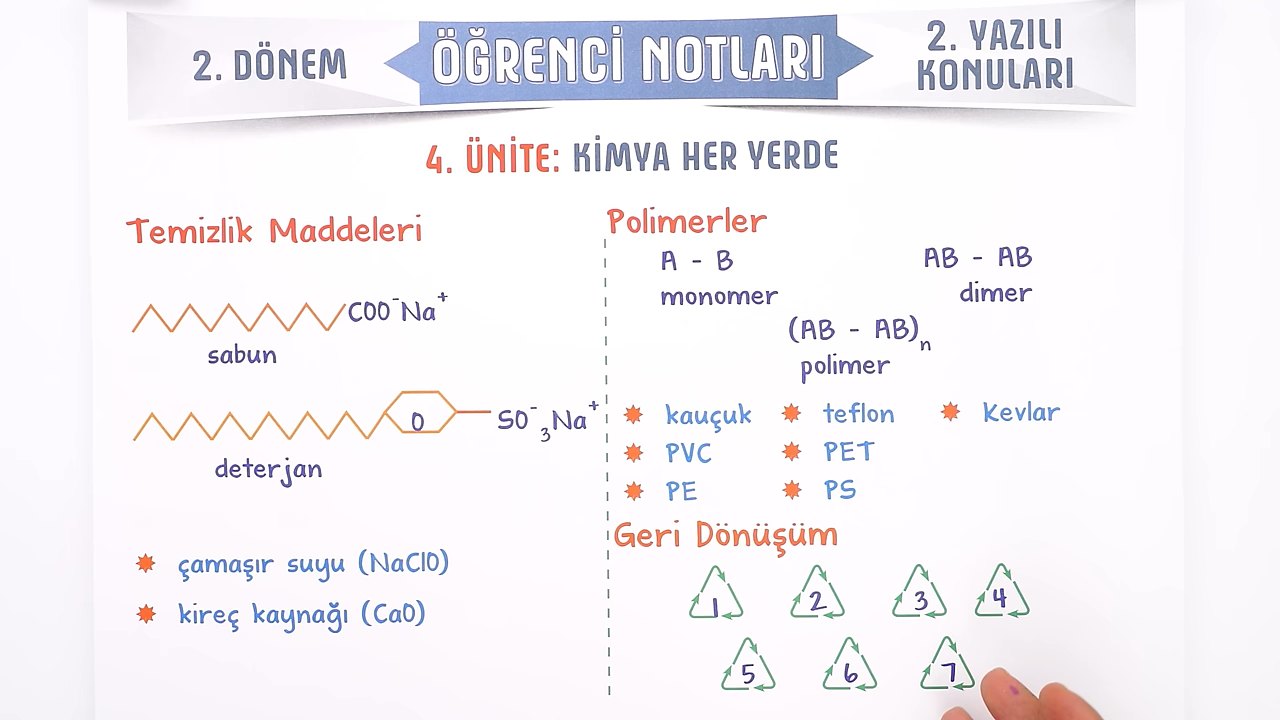 2. DÖNEM
ÖĞRENCİ NOTLARI
2. YAZILI
KONULARI
4. ÜNİTE: KİMYA HER YERDE
Temizlik Maddeleri
COO⁻Na⁺
sabun
O
SO⁻₃Na⁺
deterjan
çamaşır suyu (NaClO)
kireç kaynağı (CaO)
Polimerler
A - B
monomer
AB - AB
dimer
(AB - AB)ₙ
polimer
kauçuk
teflon
Kevlar
PVC
PET
PE
PS
Geri Dönüşüm
1 2 3 4
5 6 7